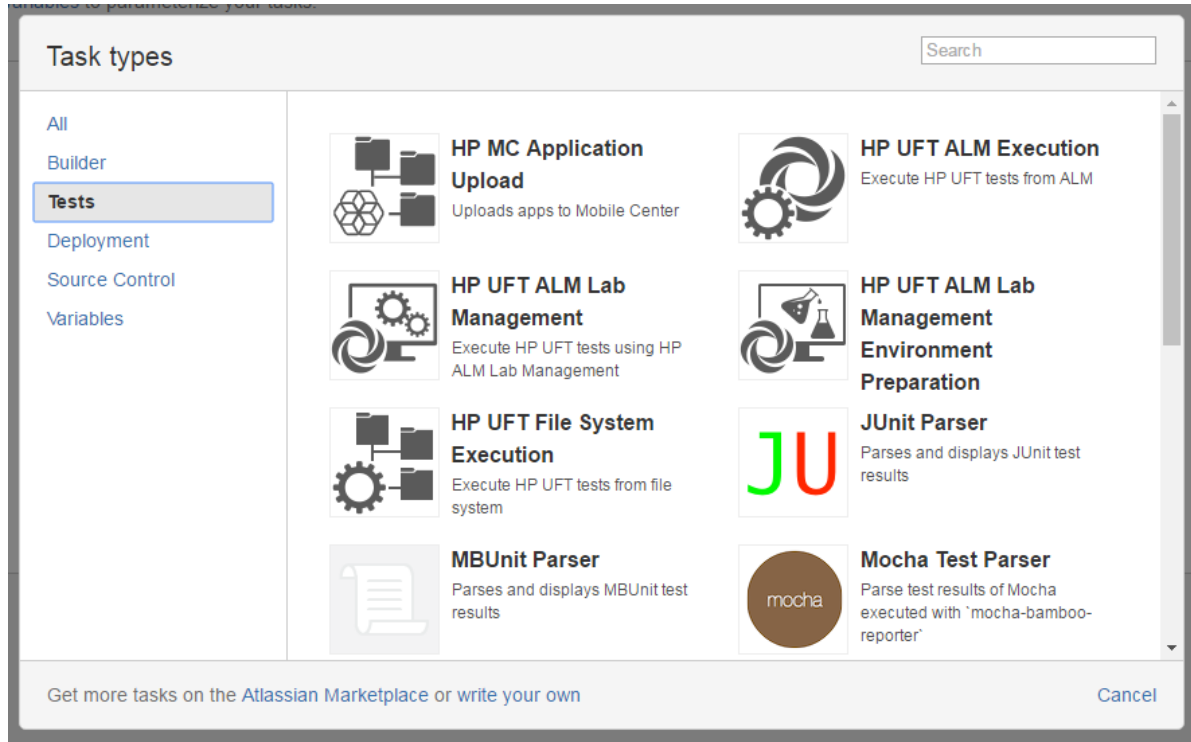 variables to parameterize your tasks.
Task types
Search
All
Builder
Tests
Deployment
Source Control
Variables
HP MC Application
Upload
Uploads apps to Mobile Center
HP UFT ALM Execution
Execute HP UFT tests from ALM
HP UFT ALM Lab
Management
Execute HP UFT tests using HP
ALM Lab Management
HP UFT ALM Lab
Management
Environment
Preparation
HP UFT File System
Execution
Execute HP UFT tests from file
system
JU
JUnit Parser
Parses and displays JUnit test
results
MBUnit Parser
Parses and displays MBUnit test
results
mocha
Mocha Test Parser
Parse test results of Mocha
executed with `mocha-bamboo-
reporter`
Get more tasks on the Atlassian Marketplace or write your own
Cancel